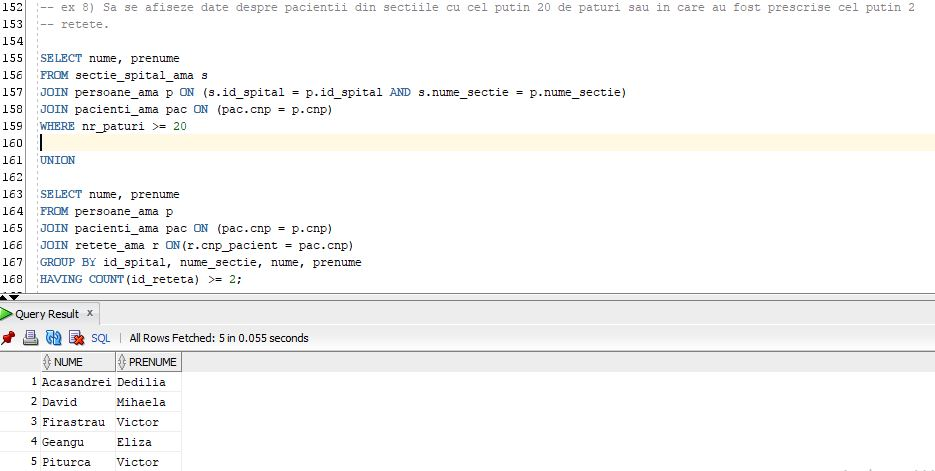 152 -- ex 8) Sa se afiseze date despre pacientii din sectiile cu cel putin 20 de paturi sau in care au fost prescrise cel putin 2
153 -- retete.
154
155 SELECT nume, prenume
156 FROM sectie_spital_ama s
157 JOIN persoane_ama p ON (s.id_spital = p.id_spital AND s.nume_sectie = p.nume_sectie)
158 JOIN pacienti_ama pac ON (pac.cnp = p.cnp)
159 WHERE nr_paturi >= 20
160
161 UNION
162
163 SELECT nume, prenume
164 FROM persoane_ama p
165 JOIN pacienti_ama pac ON (pac.cnp = p.cnp)
166 JOIN retete_ama r ON(r.cnp_pacient = pac.cnp)
167 GROUP BY id_spital, nume_sectie, nume, prenume
168 HAVING COUNT(id_reteta) >= 2;
Query Result x
SQL | All Rows Fetched: 5 in 0.055 seconds
NUME PRENUME
1 Acasandrei Dedilia
2 David Mihaela
3 Firastrau Victor
4 Geangu Eliza
5 Piturca Victor